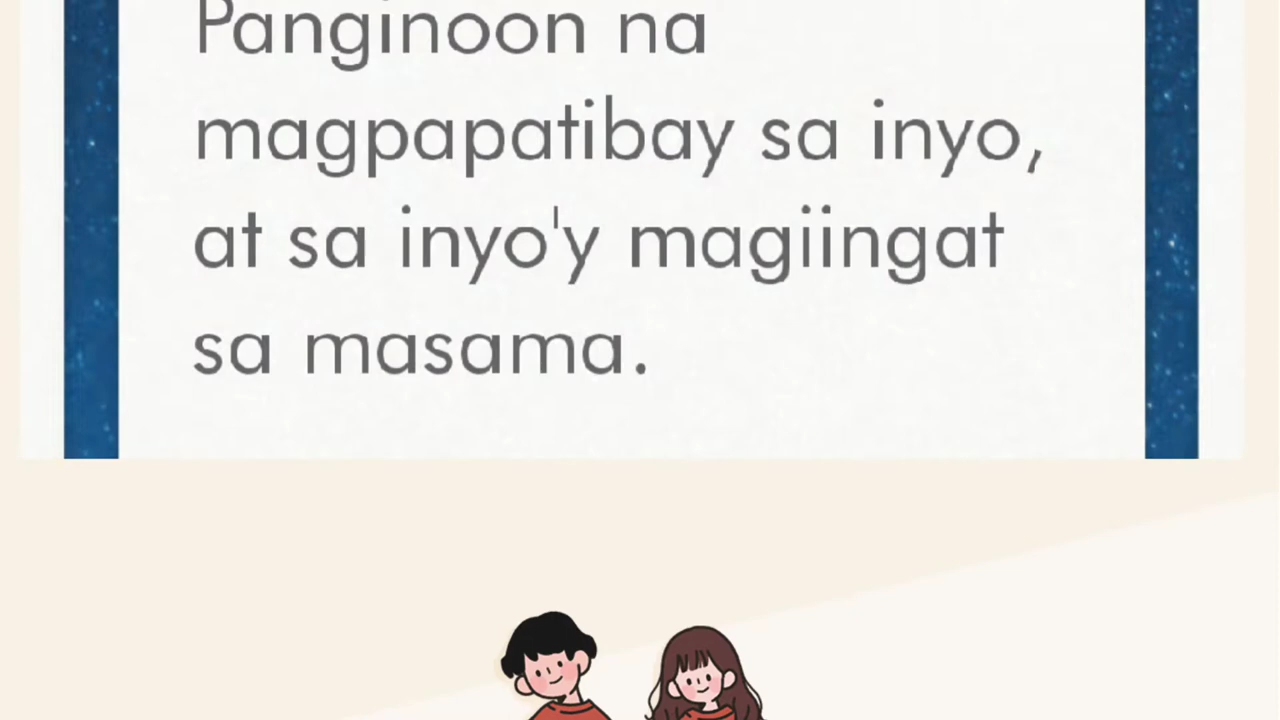 Panginoon na
magpapatibay sa inyo,
at sa inyo'y magiingat
sa masama.